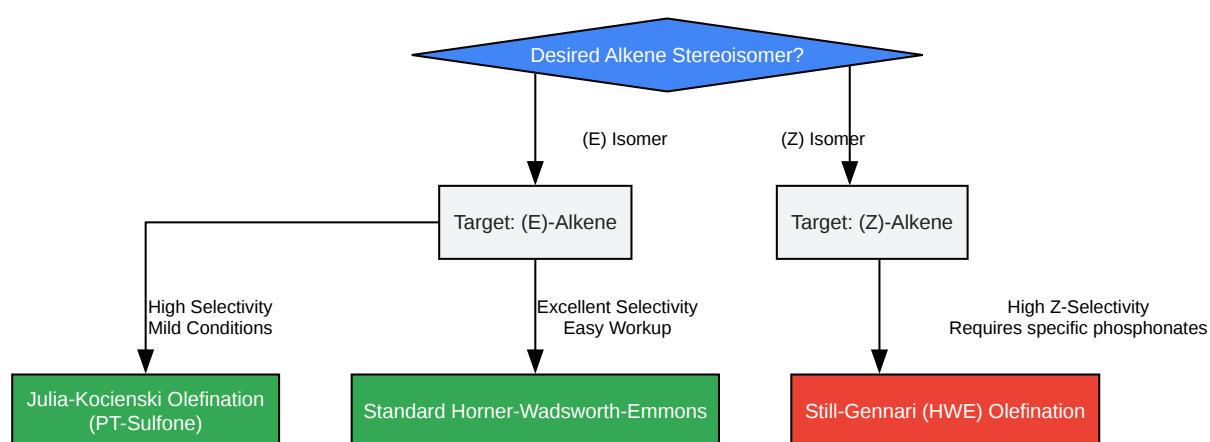 Desired Alkene Stereoisomer?
(E) Isomer
(Z) Isomer
Target: (E)-Alkene
Target: (Z)-Alkene
High Selectivity
Mild Conditions
Excellent Selectivity
Easy Workup
High Z-Selectivity
Requires specific phosphonates
Julia-Kocienski Olefination
(PT-Sulfone)
Standard Horner-Wadsworth-Emmons
Still-Gennari (HWE) Olefination